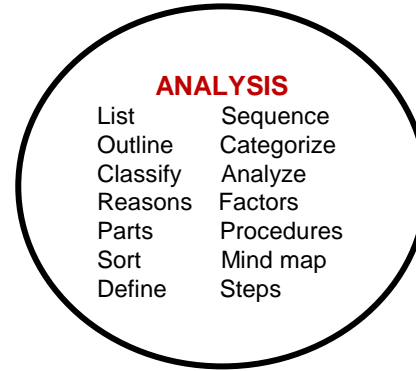 ANALYSIS
List Sequence
Outline Categorize
Classify Analyze
Reasons Factors
Parts Procedures
Sort Mind map
Define Steps